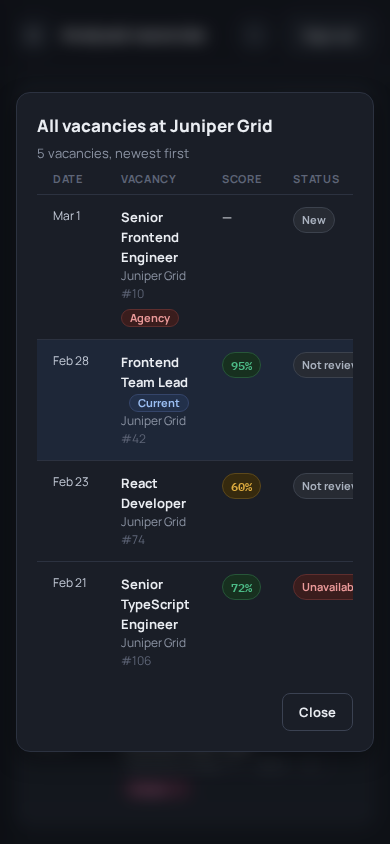 All vacancies at Juniper Grid
5 vacancies, newest first
DATE VACANCY SCORE STATUS
Mar 1 Senior — New
Frontend
Engineer
Juniper Grid
#10
Agency
Feb 28 Frontend 95% Not review
Team Lead
Current
Juniper Grid
#42
Feb 23 React 60% Not review
Developer
Juniper Grid
#74
Feb 21 Senior 72% Unavailab
TypeScript
Engineer
Juniper Grid
#106
Close